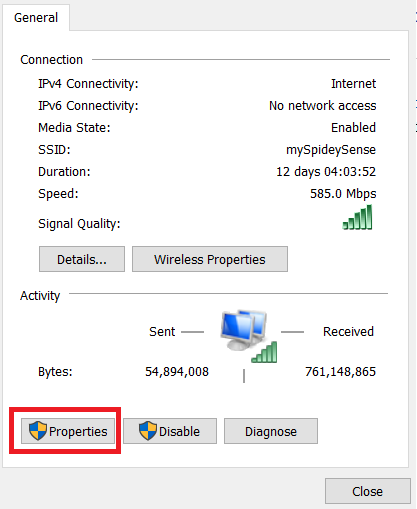 General
Connection
IPv4 Connectivity: Internet
IPv6 Connectivity: No network access
Media State: Enabled
SSID: mySpideySense
Duration: 12 days 04:03:52
Speed: 585.0 Mbps
Signal Quality:
Details... Wireless Properties
Activity
Sent Received
Bytes: 54,894,008 761,148,865
Properties Disable Diagnose
Close